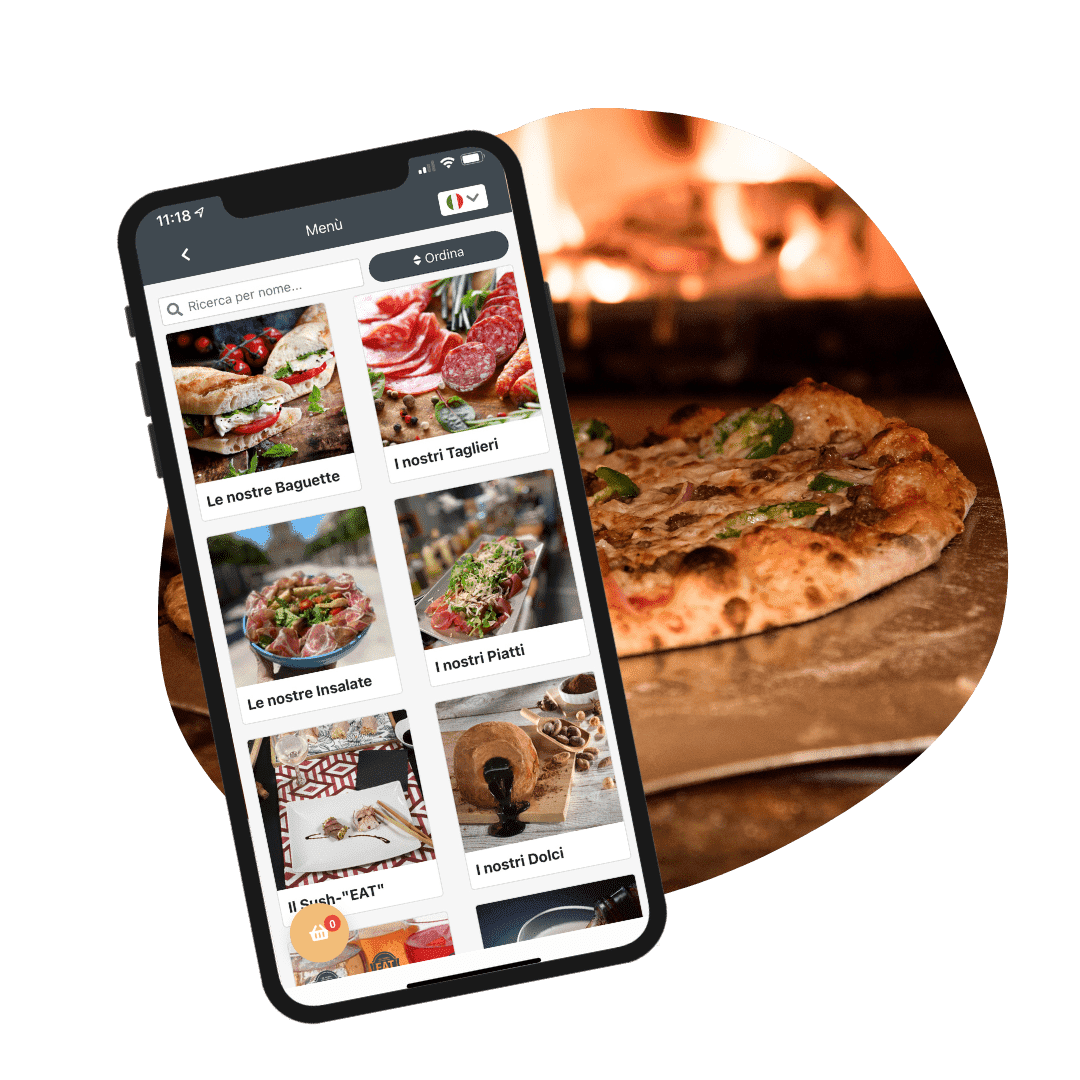 11:18
Menù
Ordina
Ricerca per nome...
Le nostre Baguette
I nostri Taglieri
Le nostre Insalate
I nostri Piatti
Il Sush-"EAT"
I nostri Dolci
0
EAT